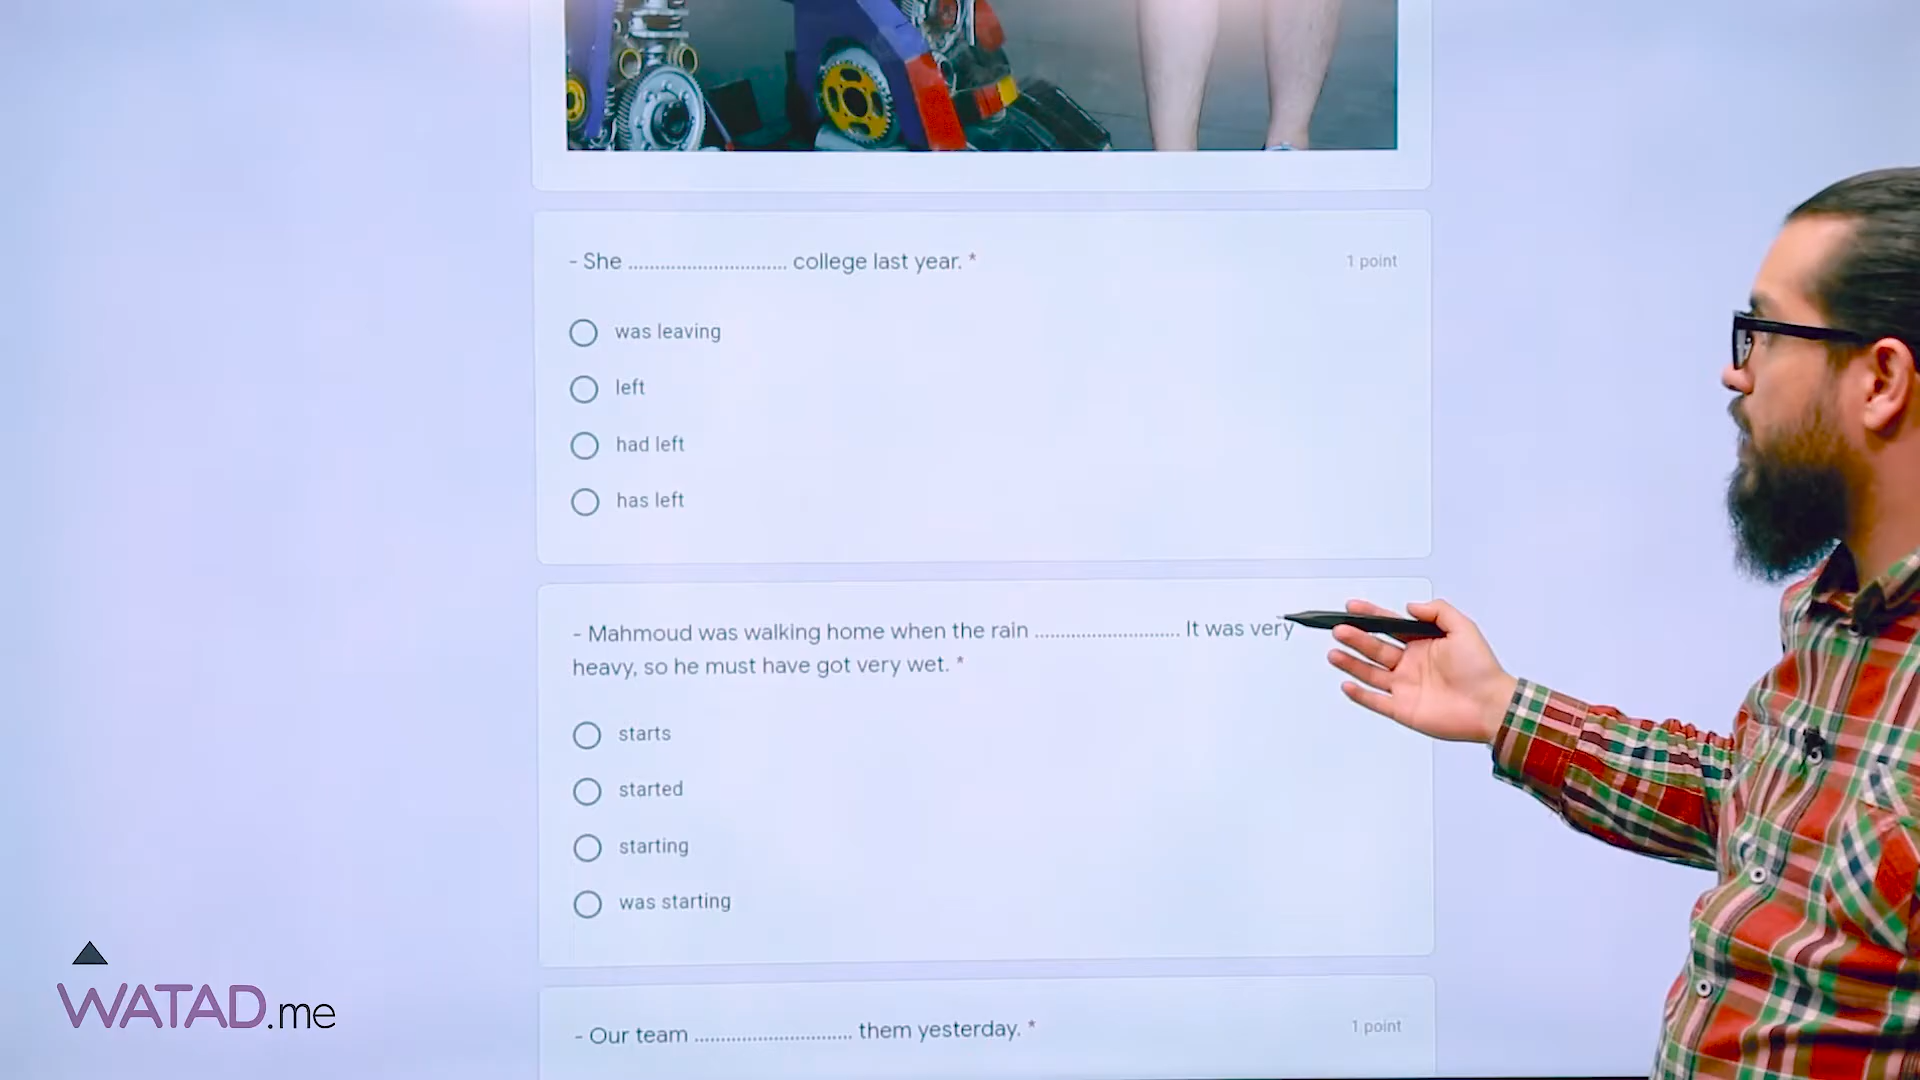 - She ............................. college last year. *
1 point
was leaving
left
had left
has left
- Mahmoud was walking home when the rain ........................... It was very
heavy, so he must have got very wet. *
starts
started
starting
was starting
- Our team ............................. them yesterday. *
1 point
WATAD.me